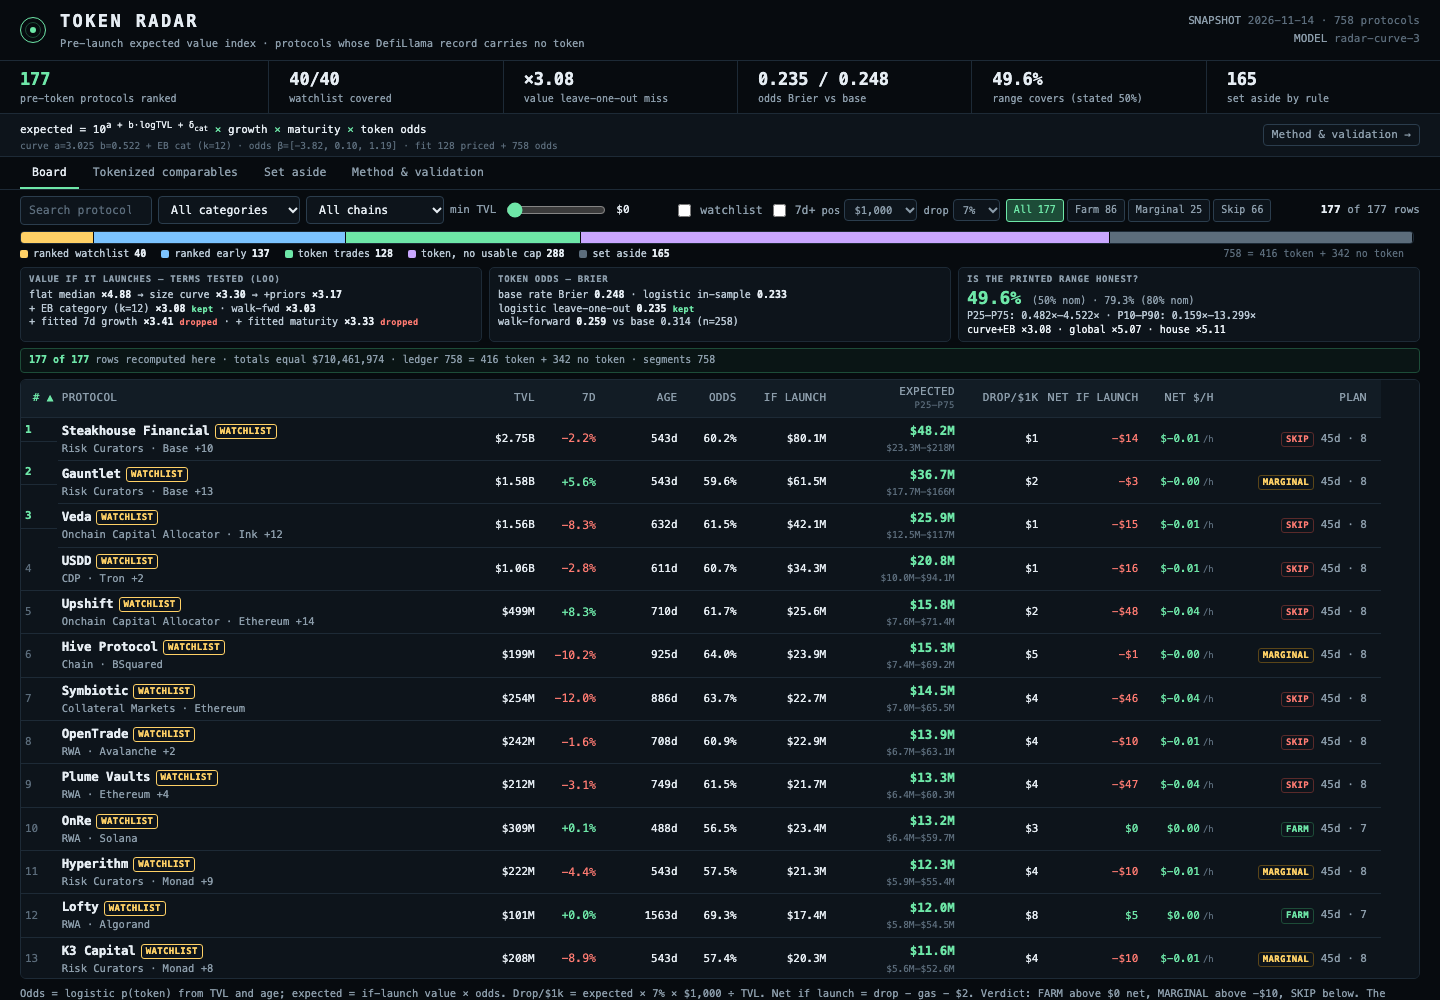 TOKEN RADAR
Pre-launch expected value index · protocols whose DefiLlama record carries no token
SNAPSHOT 2026-11-14 · 758 protocols
MODEL radar-curve-3
177
pre-token protocols ranked
40/40
watchlist covered
×3.08
value leave-one-out miss
0.235 / 0.248
odds Brier vs base
49.6%
range covers (stated 50%)
165
set aside by rule
expected = 10^a + b·logTVL + δcat × growth × maturity × token odds
curve a=3.025 b=0.522 + EB cat (k=12) · odds β=[−3.82, 0.10, 1.19] · fit 128 priced + 758 odds
Method & validation →
Board Tokenized comparables Set aside Method & validation
Search protocol All categories All chains min TVL $0 watchlist 7d+ pos $1,000 drop 7% All 177 Farm 86 Marginal 25 Skip 66 177 of 177 rows
ranked watchlist 40 ranked early 137 token trades 128 token, no usable cap 288 set aside 165 758 = 416 token + 342 no token
VALUE IF IT LAUNCHES — TERMS TESTED (LOO)
flat median ×4.88 → size curve ×3.30 → +priors ×3.17
+ EB category (k=12) ×3.08 kept · walk-fwd ×3.03
+ fitted 7d growth ×3.41 dropped · + fitted maturity ×3.33 dropped
TOKEN ODDS — BRIER
base rate Brier 0.248 · logistic in-sample 0.233
logistic leave-one-out 0.235 kept
walk-forward 0.259 vs base 0.314 (n=258)
IS THE PRINTED RANGE HONEST?
49.6% (50% nom) · 79.3% (80% nom)
P25–P75: 0.482×–4.522× · P10–P90: 0.159×–13.299×
curve+EB ×3.08 · global ×5.07 · house ×5.11
177 of 177 rows recomputed here · totals equal $710,461,974 · ledger 758 = 416 token + 342 no token · segments 758
# ▲ PROTOCOL TVL 7D AGE ODDS IF LAUNCH EXPECTED P25–P75 DROP/$1K NET IF LAUNCH NET $/H PLAN
1 Steakhouse Financial WATCHLIST $2.75B −2.2% 543d 60.2% $80.1M $48.2M $1 −$14 $−0.01 /h SKIP 45d · 8
Risk Curators · Base +10 $23.3M–$218M
2 Gauntlet WATCHLIST $1.58B +5.6% 543d 59.6% $61.5M $36.7M $2 −$3 $−0.00 /h MARGINAL 45d · 8
Risk Curators · Base +13 $17.7M–$166M
3 Veda WATCHLIST $1.56B −8.3% 632d 61.5% $42.1M $25.9M $1 −$15 $−0.01 /h SKIP 45d · 8
Onchain Capital Allocator · Ink +12 $12.5M–$117M
4 USDD WATCHLIST $1.06B −2.8% 611d 60.7% $34.3M $20.8M $1 −$16 $−0.01 /h SKIP 45d · 8
CDP · Tron +2 $10.0M–$94.1M
5 Upshift WATCHLIST $499M +8.3% 710d 61.7% $25.6M $15.8M $2 −$48 $−0.04 /h SKIP 45d · 8
Onchain Capital Allocator · Ethereum +14 $7.6M–$71.4M
6 Hive Protocol WATCHLIST $199M −10.2% 925d 64.0% $23.9M $15.3M $5 −$1 $−0.00 /h MARGINAL 45d · 8
Chain · BSquared $7.4M–$69.2M
7 Symbiotic WATCHLIST $254M −12.0% 886d 63.7% $22.7M $14.5M $4 −$46 $−0.04 /h SKIP 45d · 8
Collateral Markets · Ethereum $7.0M–$65.5M
8 OpenTrade WATCHLIST $242M −1.6% 708d 60.9% $22.9M $13.9M $4 −$10 $−0.01 /h SKIP 45d · 8
RWA · Avalanche +2 $6.7M–$63.1M
9 Plume Vaults WATCHLIST $212M −3.1% 749d 61.5% $21.7M $13.3M $4 −$47 $−0.04 /h SKIP 45d · 8
RWA · Ethereum +4 $6.4M–$60.3M
10 OnRe WATCHLIST $309M +0.1% 488d 56.5% $23.4M $13.2M $3 $0 $0.00 /h FARM 45d · 7
RWA · Solana $6.4M–$59.7M
11 Hyperithm WATCHLIST $222M −4.4% 543d 57.5% $21.3M $12.3M $4 −$10 $−0.01 /h MARGINAL 45d · 8
Risk Curators · Monad +9 $5.9M–$55.4M
12 Lofty WATCHLIST $101M +0.0% 1563d 69.3% $17.4M $12.0M $8 $5 $0.00 /h FARM 45d · 7
RWA · Algorand $5.8M–$54.5M
13 K3 Capital WATCHLIST $208M −8.9% 543d 57.4% $20.3M $11.6M $4 −$10 $−0.01 /h MARGINAL 45d · 8
Risk Curators · Monad +8 $5.6M–$52.6M
Odds = logistic p(token) from TVL and age; expected = if-launch value × odds. Drop/$1k = expected × 7% × $1,000 ÷ TVL. Net if launch = drop − gas − $2. Verdict: FARM above $0 net, MARGINAL above −$10, SKIP below. The